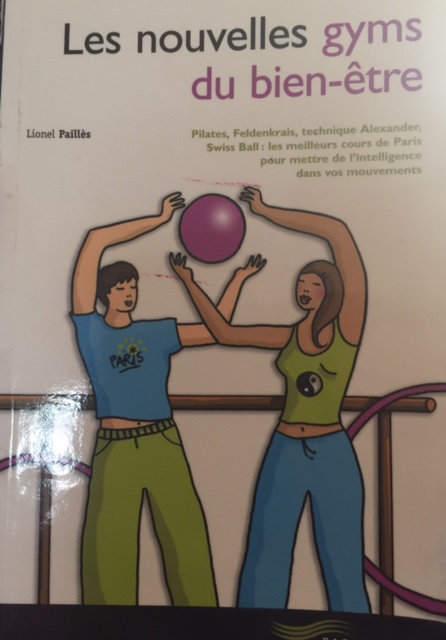 Les nouvelles gyms
du bien-être
Lionel Paillès
Pilates, Feldenkrais, technique Alexander,
Swiss Ball : les meilleurs cours de Paris
pour mettre de l'intelligence
dans vos mouvements
PARIS